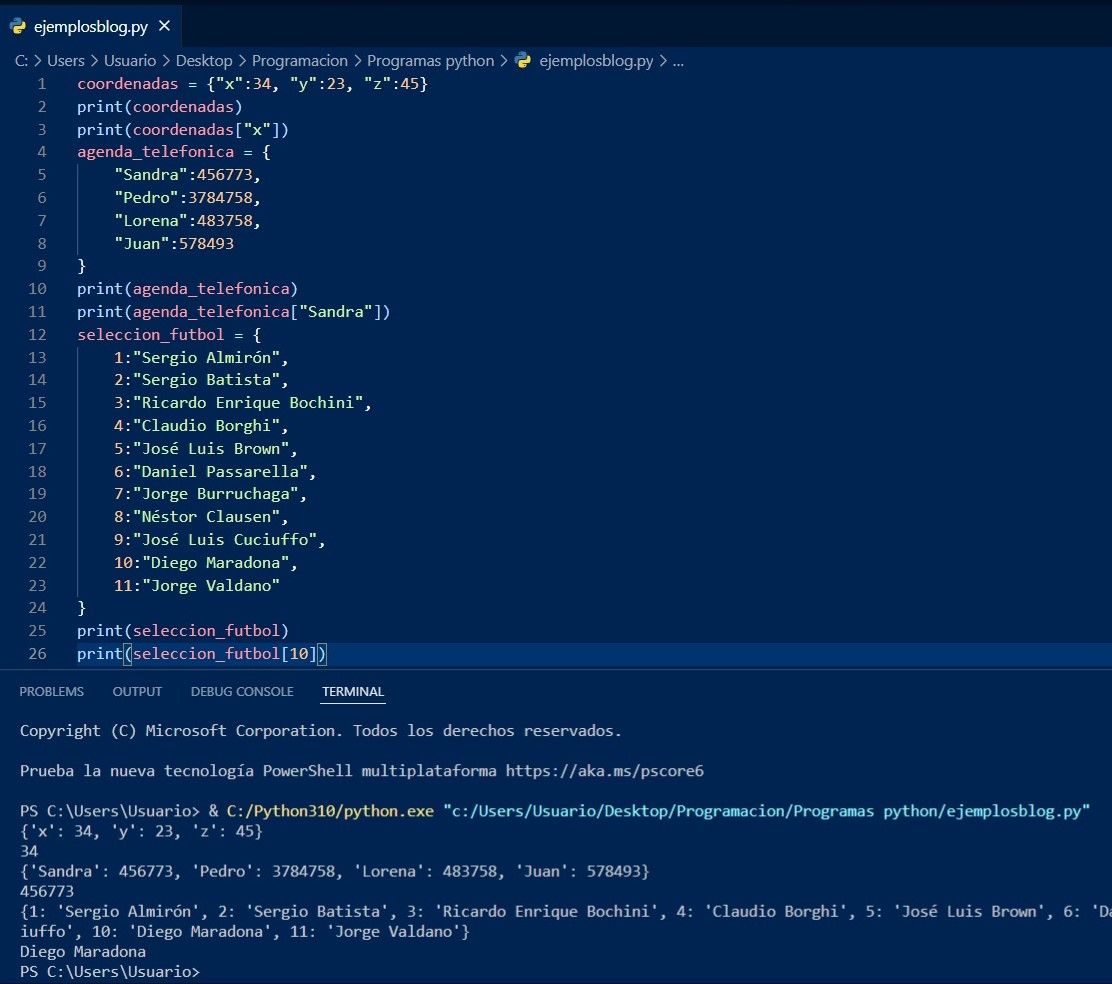 ejemplosblog.py
C: > Users > Usuario > Desktop > Programacion > Programas python > ejemplosblog.py > ...
1 coordenadas = {"x":34, "y":23, "z":45}
2 print(coordenadas)
3 print(coordenadas["x"])
4 agenda_telefonica = {
5 "Sandra":456773,
6 "Pedro":3784758,
7 "Lorena":483758,
8 "Juan":578493
9 }
10 print(agenda_telefonica)
11 print(agenda_telefonica["Sandra"])
12 seleccion_futbol = {
13 1:"Sergio Almirón",
14 2:"Sergio Batista",
15 3:"Ricardo Enrique Bochini",
16 4:"Claudio Borghi",
17 5:"José Luis Brown",
18 6:"Daniel Passarella",
19 7:"Jorge Burruchaga",
20 8:"Néstor Clausen",
21 9:"José Luis Cuciuffo",
22 10:"Diego Maradona",
23 11:"Jorge Valdano"
24 }
25 print(seleccion_futbol)
26 print(seleccion_futbol[10])
PROBLEMS OUTPUT DEBUG CONSOLE TERMINAL
Copyright (C) Microsoft Corporation. Todos los derechos reservados.
Prueba la nueva tecnología PowerShell multiplataforma https://aka.ms/pscore6
PS C:\Users\Usuario> & C:/Python310/python.exe "c:/Users/Usuario/Desktop/Programacion/Programas python/ejemplosblog.py"
{'x': 34, 'y': 23, 'z': 45}
34
{'Sandra': 456773, 'Pedro': 3784758, 'Lorena': 483758, 'Juan': 578493}
456773
{1: 'Sergio Almirón', 2: 'Sergio Batista', 3: 'Ricardo Enrique Bochini', 4: 'Claudio Borghi', 5: 'José Luis Brown', 6: 'Da
iuffo', 10: 'Diego Maradona', 11: 'Jorge Valdano'}
Diego Maradona
PS C:\Users\Usuario>